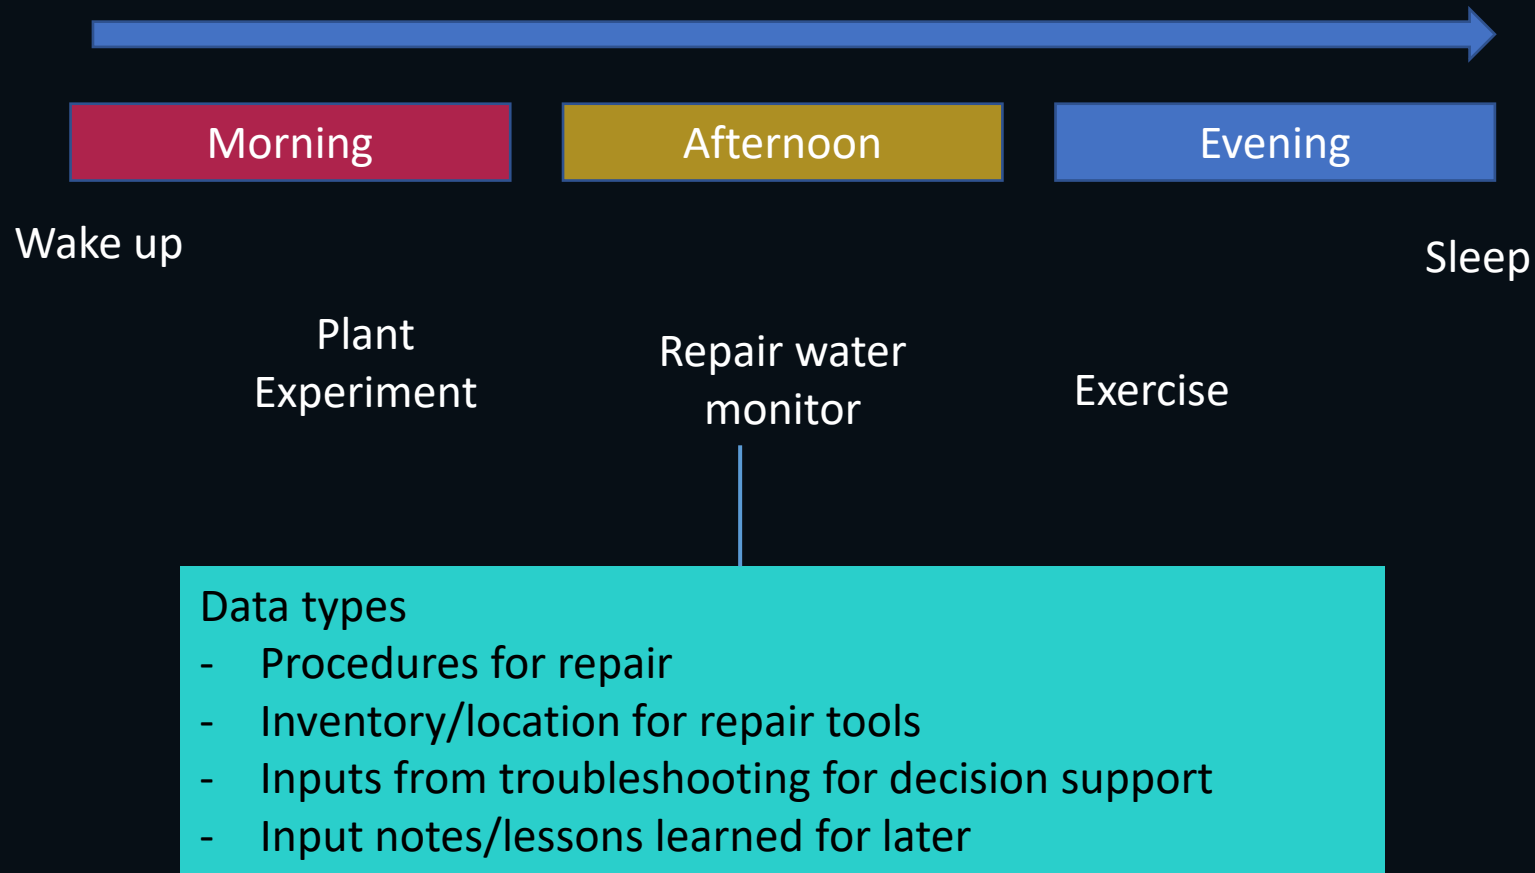 Morning
Afternoon
Evening
Wake up
Sleep
Plant
Experiment
Repair water
monitor
Exercise
Data types
- Procedures for repair
- Inventory/location for repair tools
- Inputs from troubleshooting for decision support
- Input notes/lessons learned for later